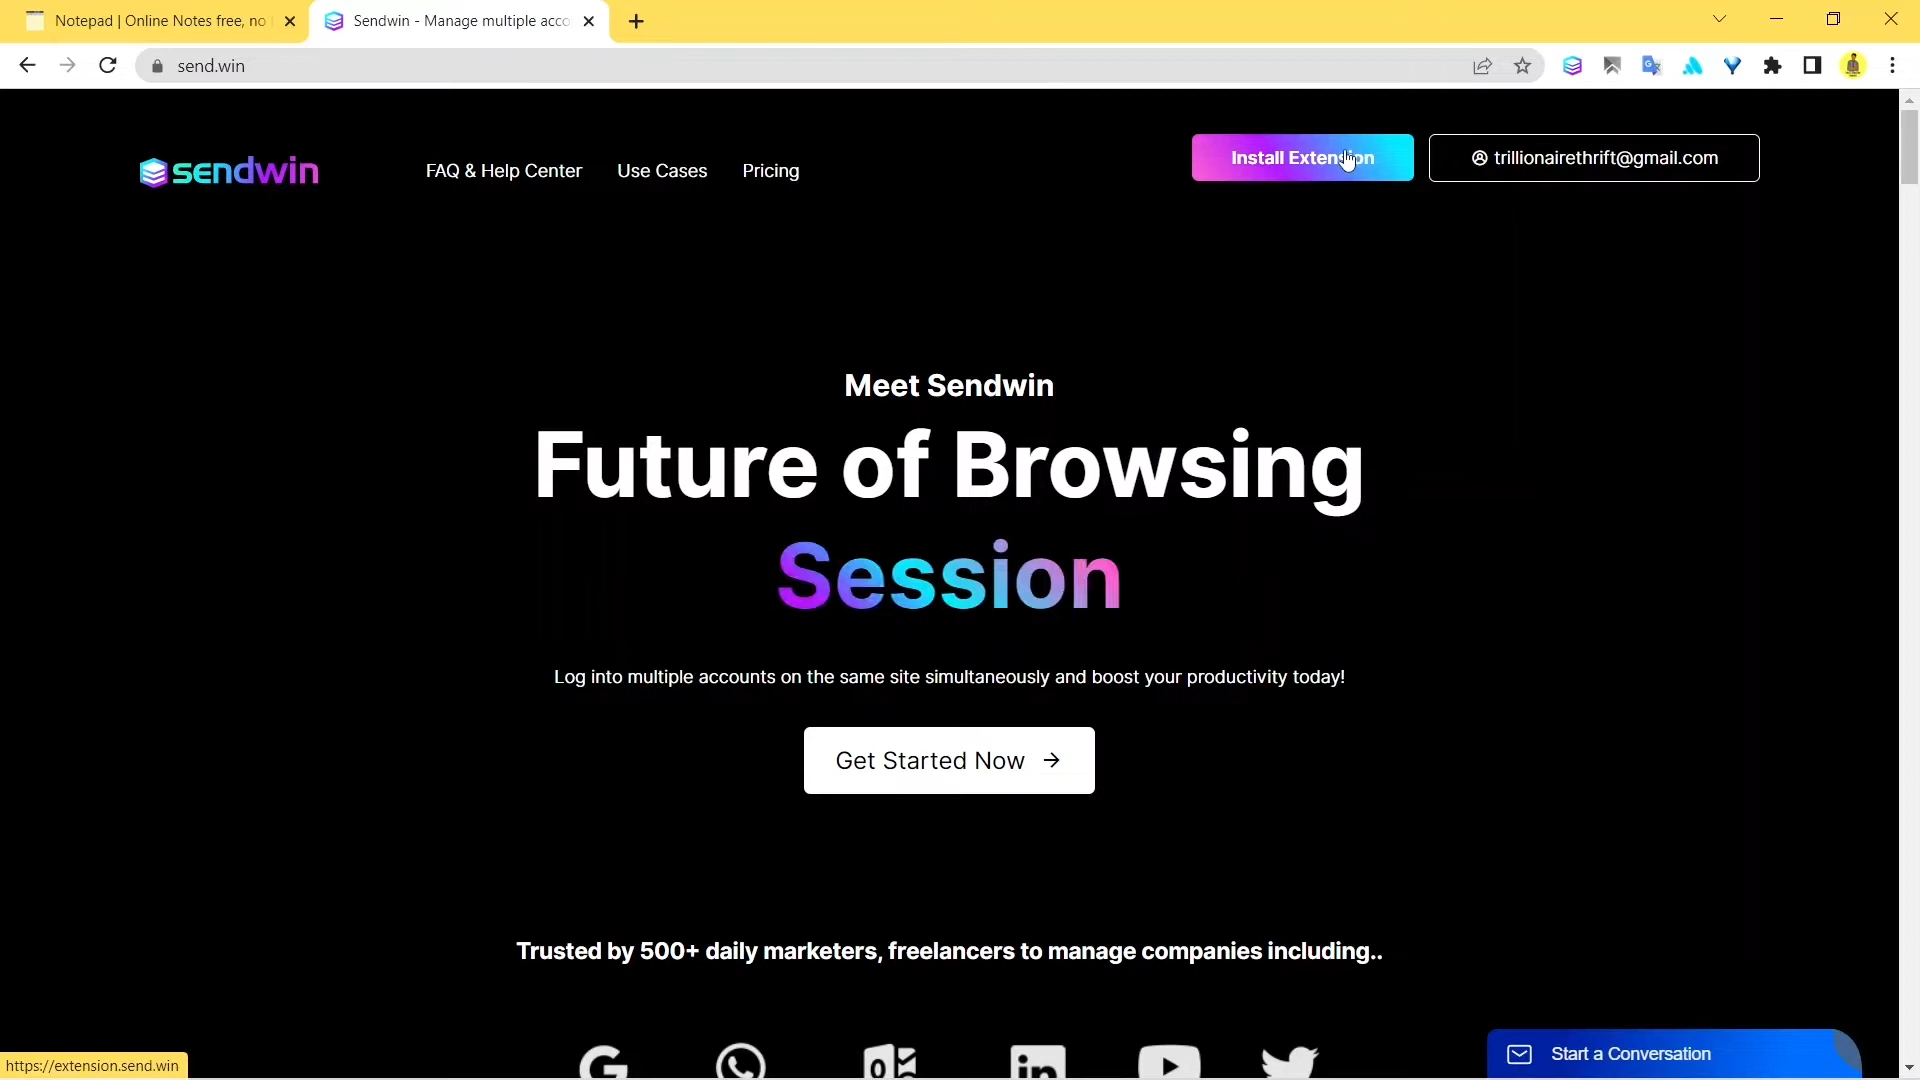 Notepad | Online Notes free, no
Sendwin - Manage multiple acco
send.win
sendwin
FAQ & Help Center
Use Cases
Pricing
Install Extension
trillionairethrift@gmail.com
Meet Sendwin
Future of Browsing
Session
Log into multiple accounts on the same site simultaneously and boost your productivity today!
Get Started Now →
Trusted by 500+ daily marketers, freelancers to manage companies including..
https://extension.send.win
Start a Conversation